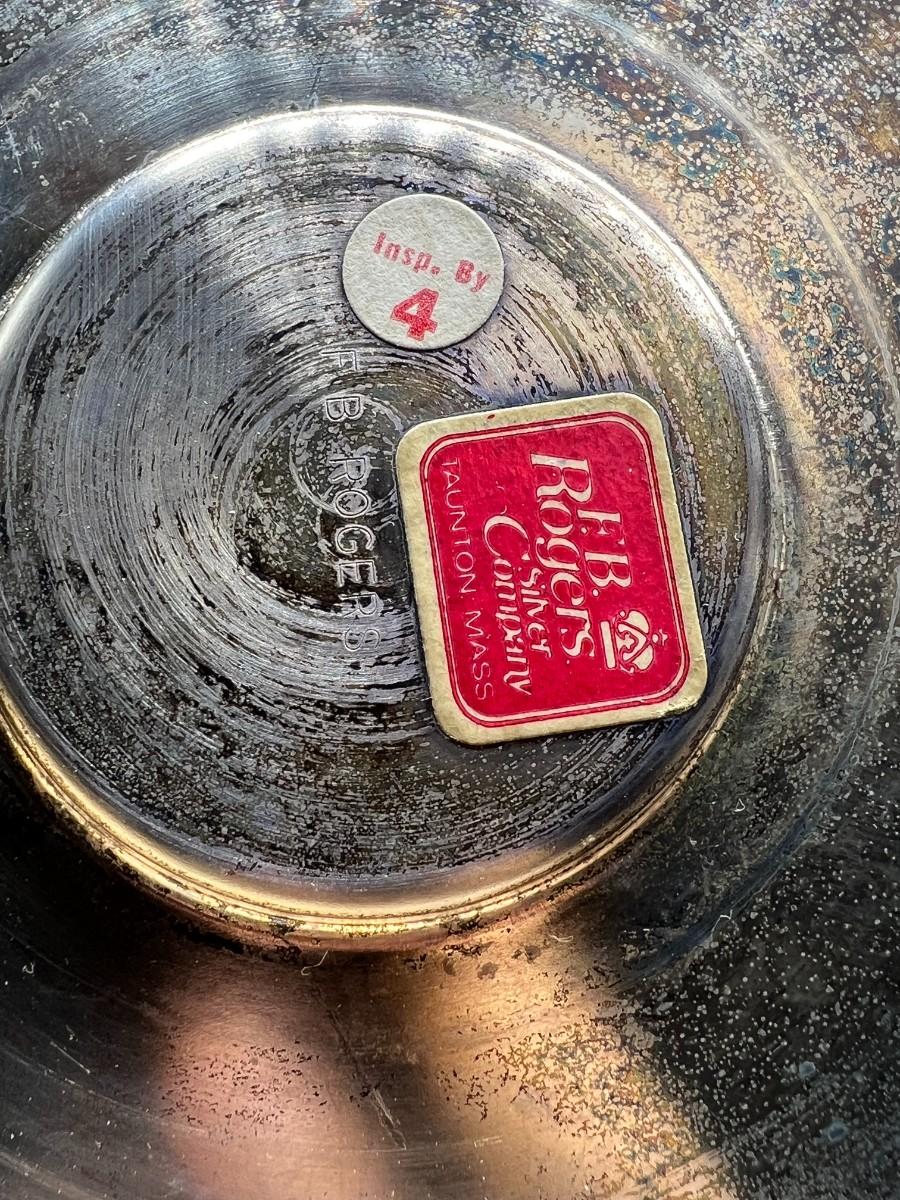 Insp. By
4
F B ROGERS
F.B.
Rogers
Silver
Company
TAUNTON MASS